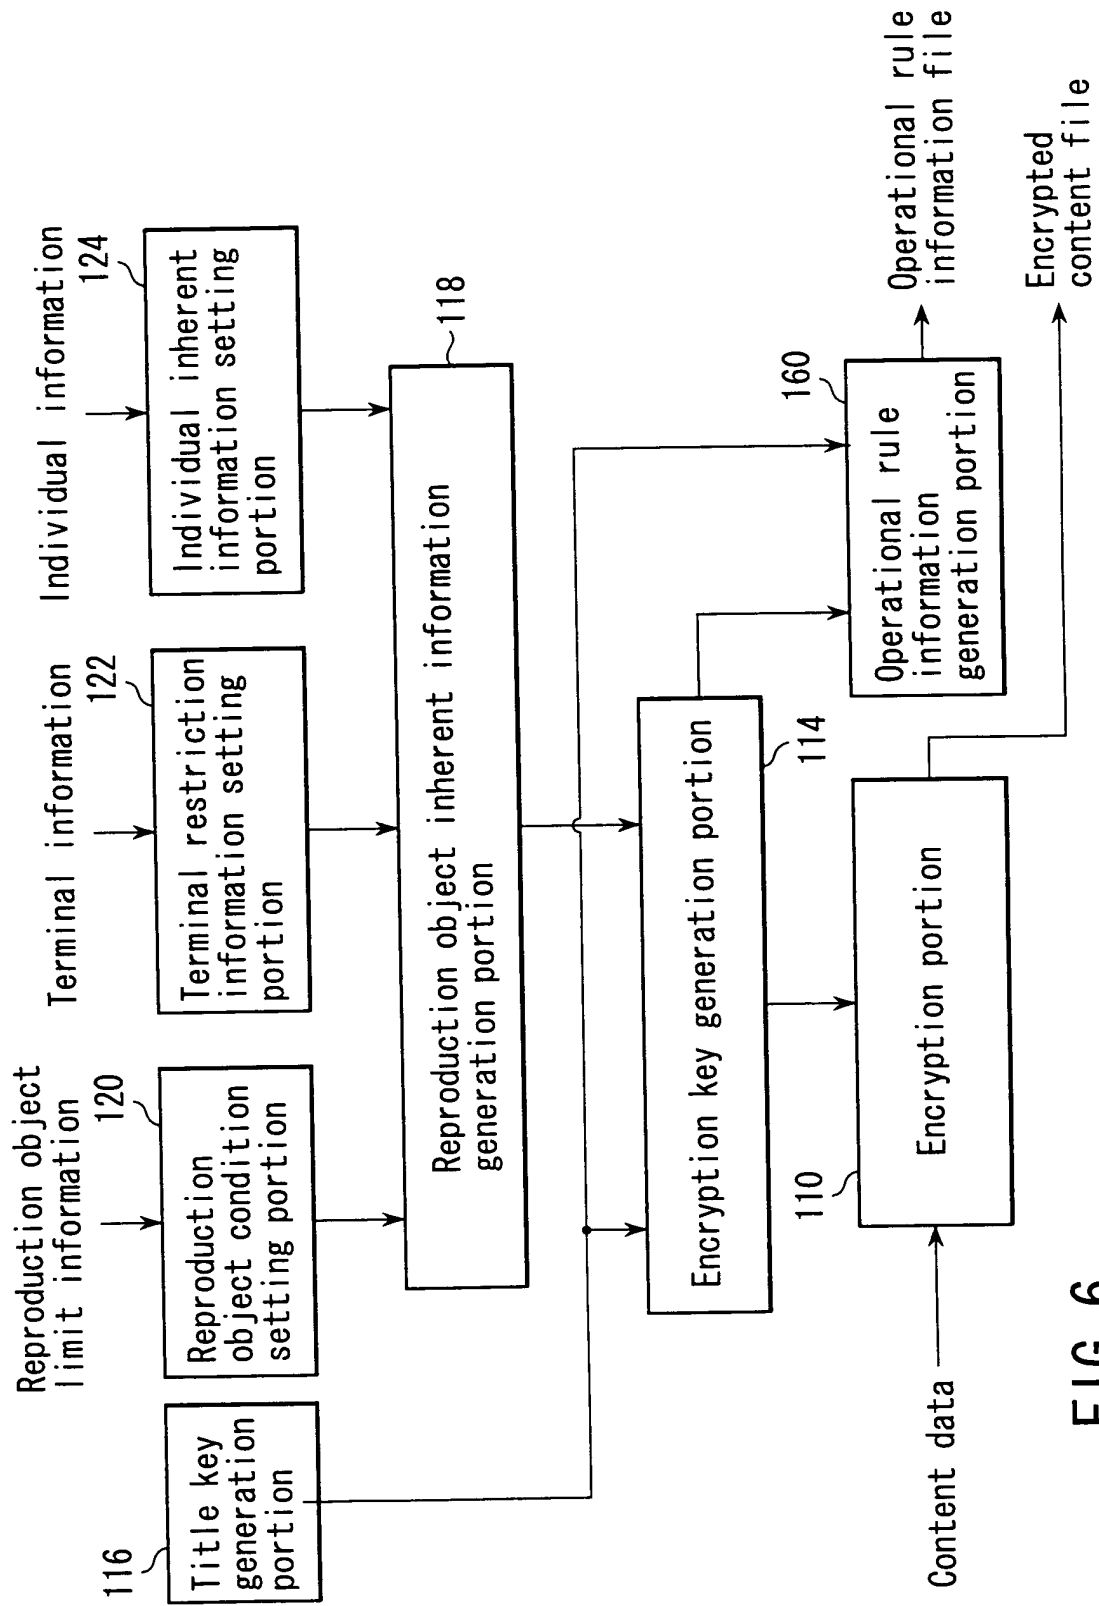 Reproduction object
limit information
Terminal information
Individual information
116
Title key
generation
portion
120
Reproduction
object condition
setting portion
122
Terminal restriction
information setting
portion
124
Individual inherent
information setting
portion
118
Reproduction object inherent information
generation portion
Encryption key generation portion
114
160
Operational rule
information
generation portion
Operational rule
information file
Content data
110
Encryption portion
Encrypted
content file
FIG. 6